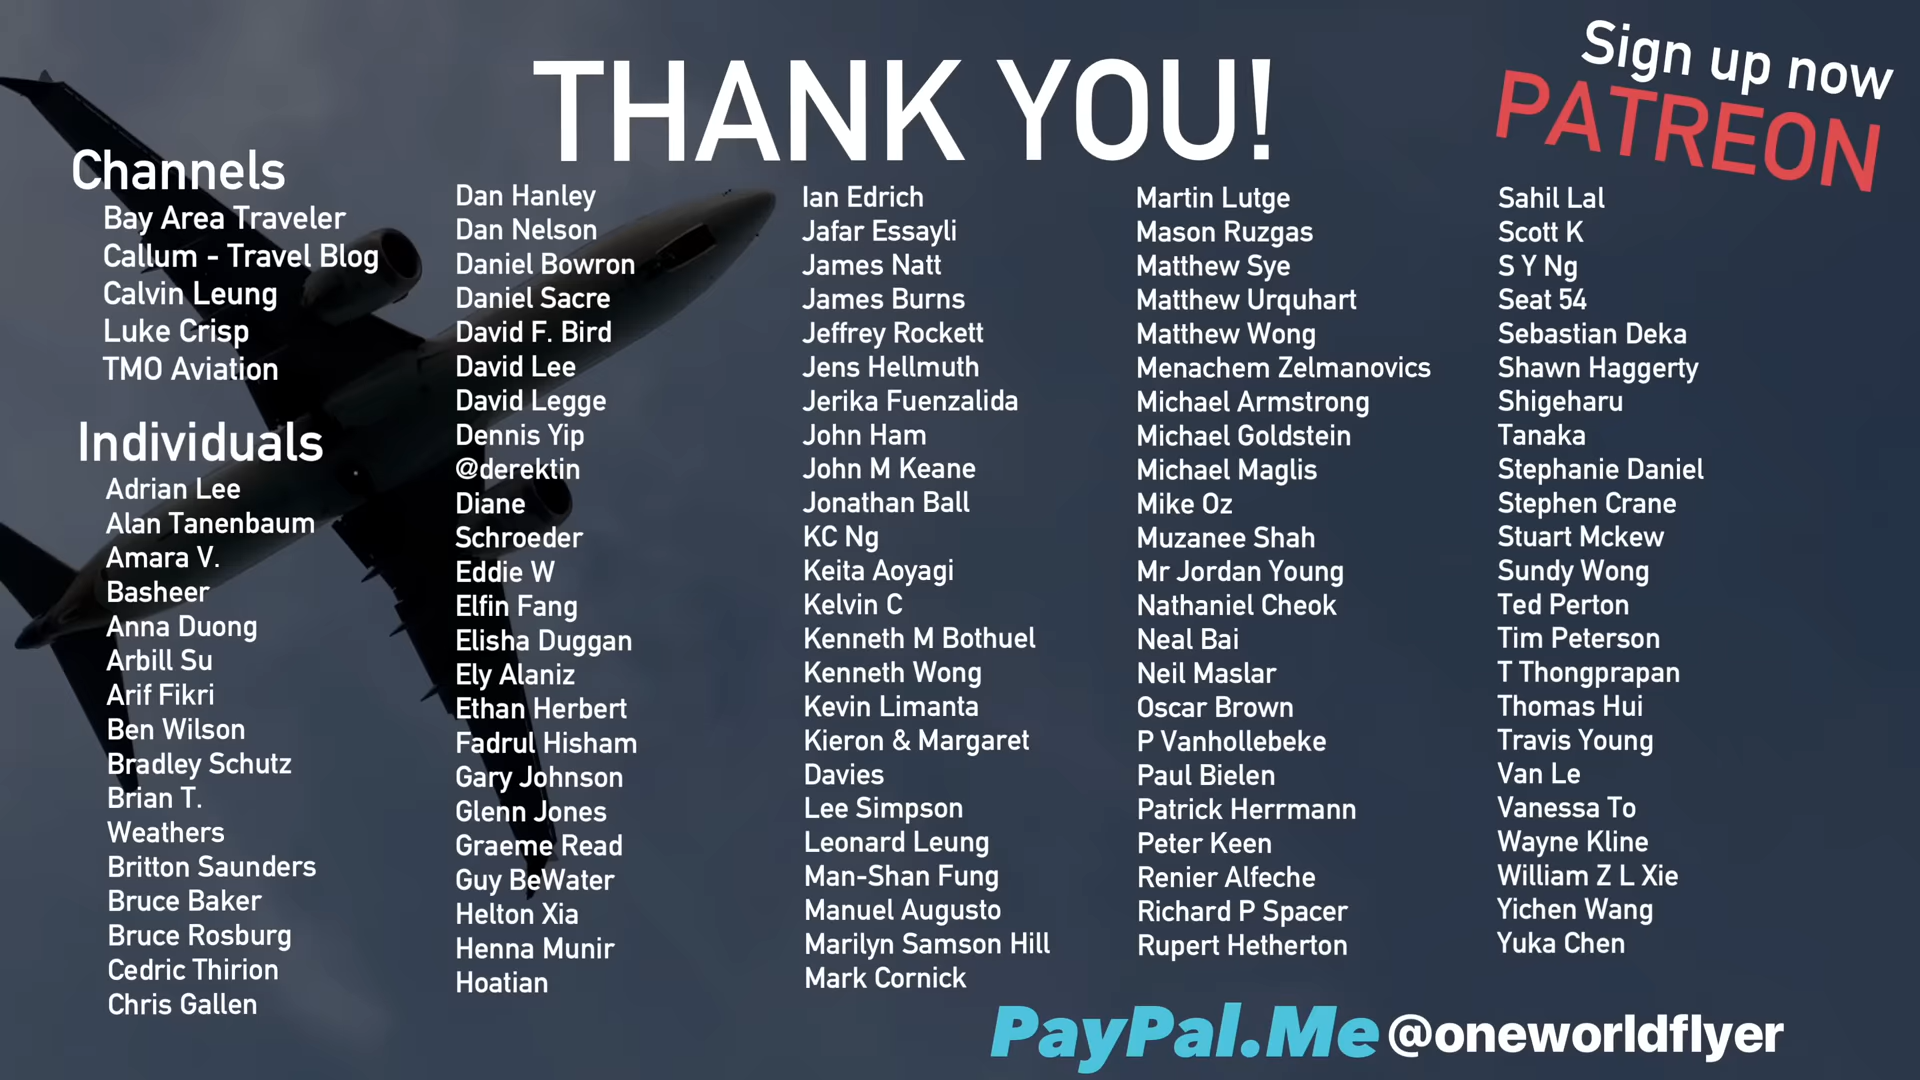 THANK YOU!
Sign up now
PATREON
Channels
Bay Area Traveler
Callum - Travel Blog
Calvin Leung
Luke Crisp
TMO Aviation
Individuals
Adrian Lee
Alan Tanenbaum
Amara V.
Basheer
Anna Duong
Arbill Su
Arif Fikri
Ben Wilson
Bradley Schutz
Brian T.
Weathers
Britton Saunders
Bruce Baker
Bruce Rosburg
Cedric Thirion
Chris Gallen
Dan Hanley
Dan Nelson
Daniel Bowron
Daniel Sacre
David F. Bird
David Lee
David Legge
Dennis Yip
@derektin
Diane
Schroeder
Eddie W
Elfin Fang
Elisha Duggan
Ely Alaniz
Ethan Herbert
Fadrul Hisham
Gary Johnson
Glenn Jones
Graeme Read
Guy BeWater
Helton Xia
Henna Munir
Hoatian
Ian Edrich
Jafar Essayli
James Natt
James Burns
Jeffrey Rockett
Jens Hellmuth
Jerika Fuenzalida
John Ham
John M Keane
Jonathan Ball
KC Ng
Keita Aoyagi
Kelvin C
Kenneth M Bothuel
Kenneth Wong
Kevin Limanta
Kieron & Margaret
Davies
Lee Simpson
Leonard Leung
Man-Shan Fung
Manuel Augusto
Marilyn Samson Hill
Mark Cornick
Martin Lutge
Mason Ruzgas
Matthew Sye
Matthew Urquhart
Matthew Wong
Menachem Zelmanovics
Michael Armstrong
Michael Goldstein
Michael Maglis
Mike Oz
Muzanee Shah
Mr Jordan Young
Nathaniel Cheok
Neal Bai
Neil Maslar
Oscar Brown
P Vanhollebeke
Paul Bielen
Patrick Herrmann
Peter Keen
Renier Alfeche
Richard P Spacer
Rupert Hetherton
Sahil Lal
Scott K
S Y Ng
Seat 54
Sebastian Deka
Shawn Haggerty
Shigeharu
Tanaka
Stephanie Daniel
Stephen Crane
Stuart Mckew
Sundy Wong
Ted Perton
Tim Peterson
T Thongprapan
Thomas Hui
Travis Young
Van Le
Vanessa To
Wayne Kline
William Z L Xie
Yichen Wang
Yuka Chen
PayPal.Me @oneworldflyer